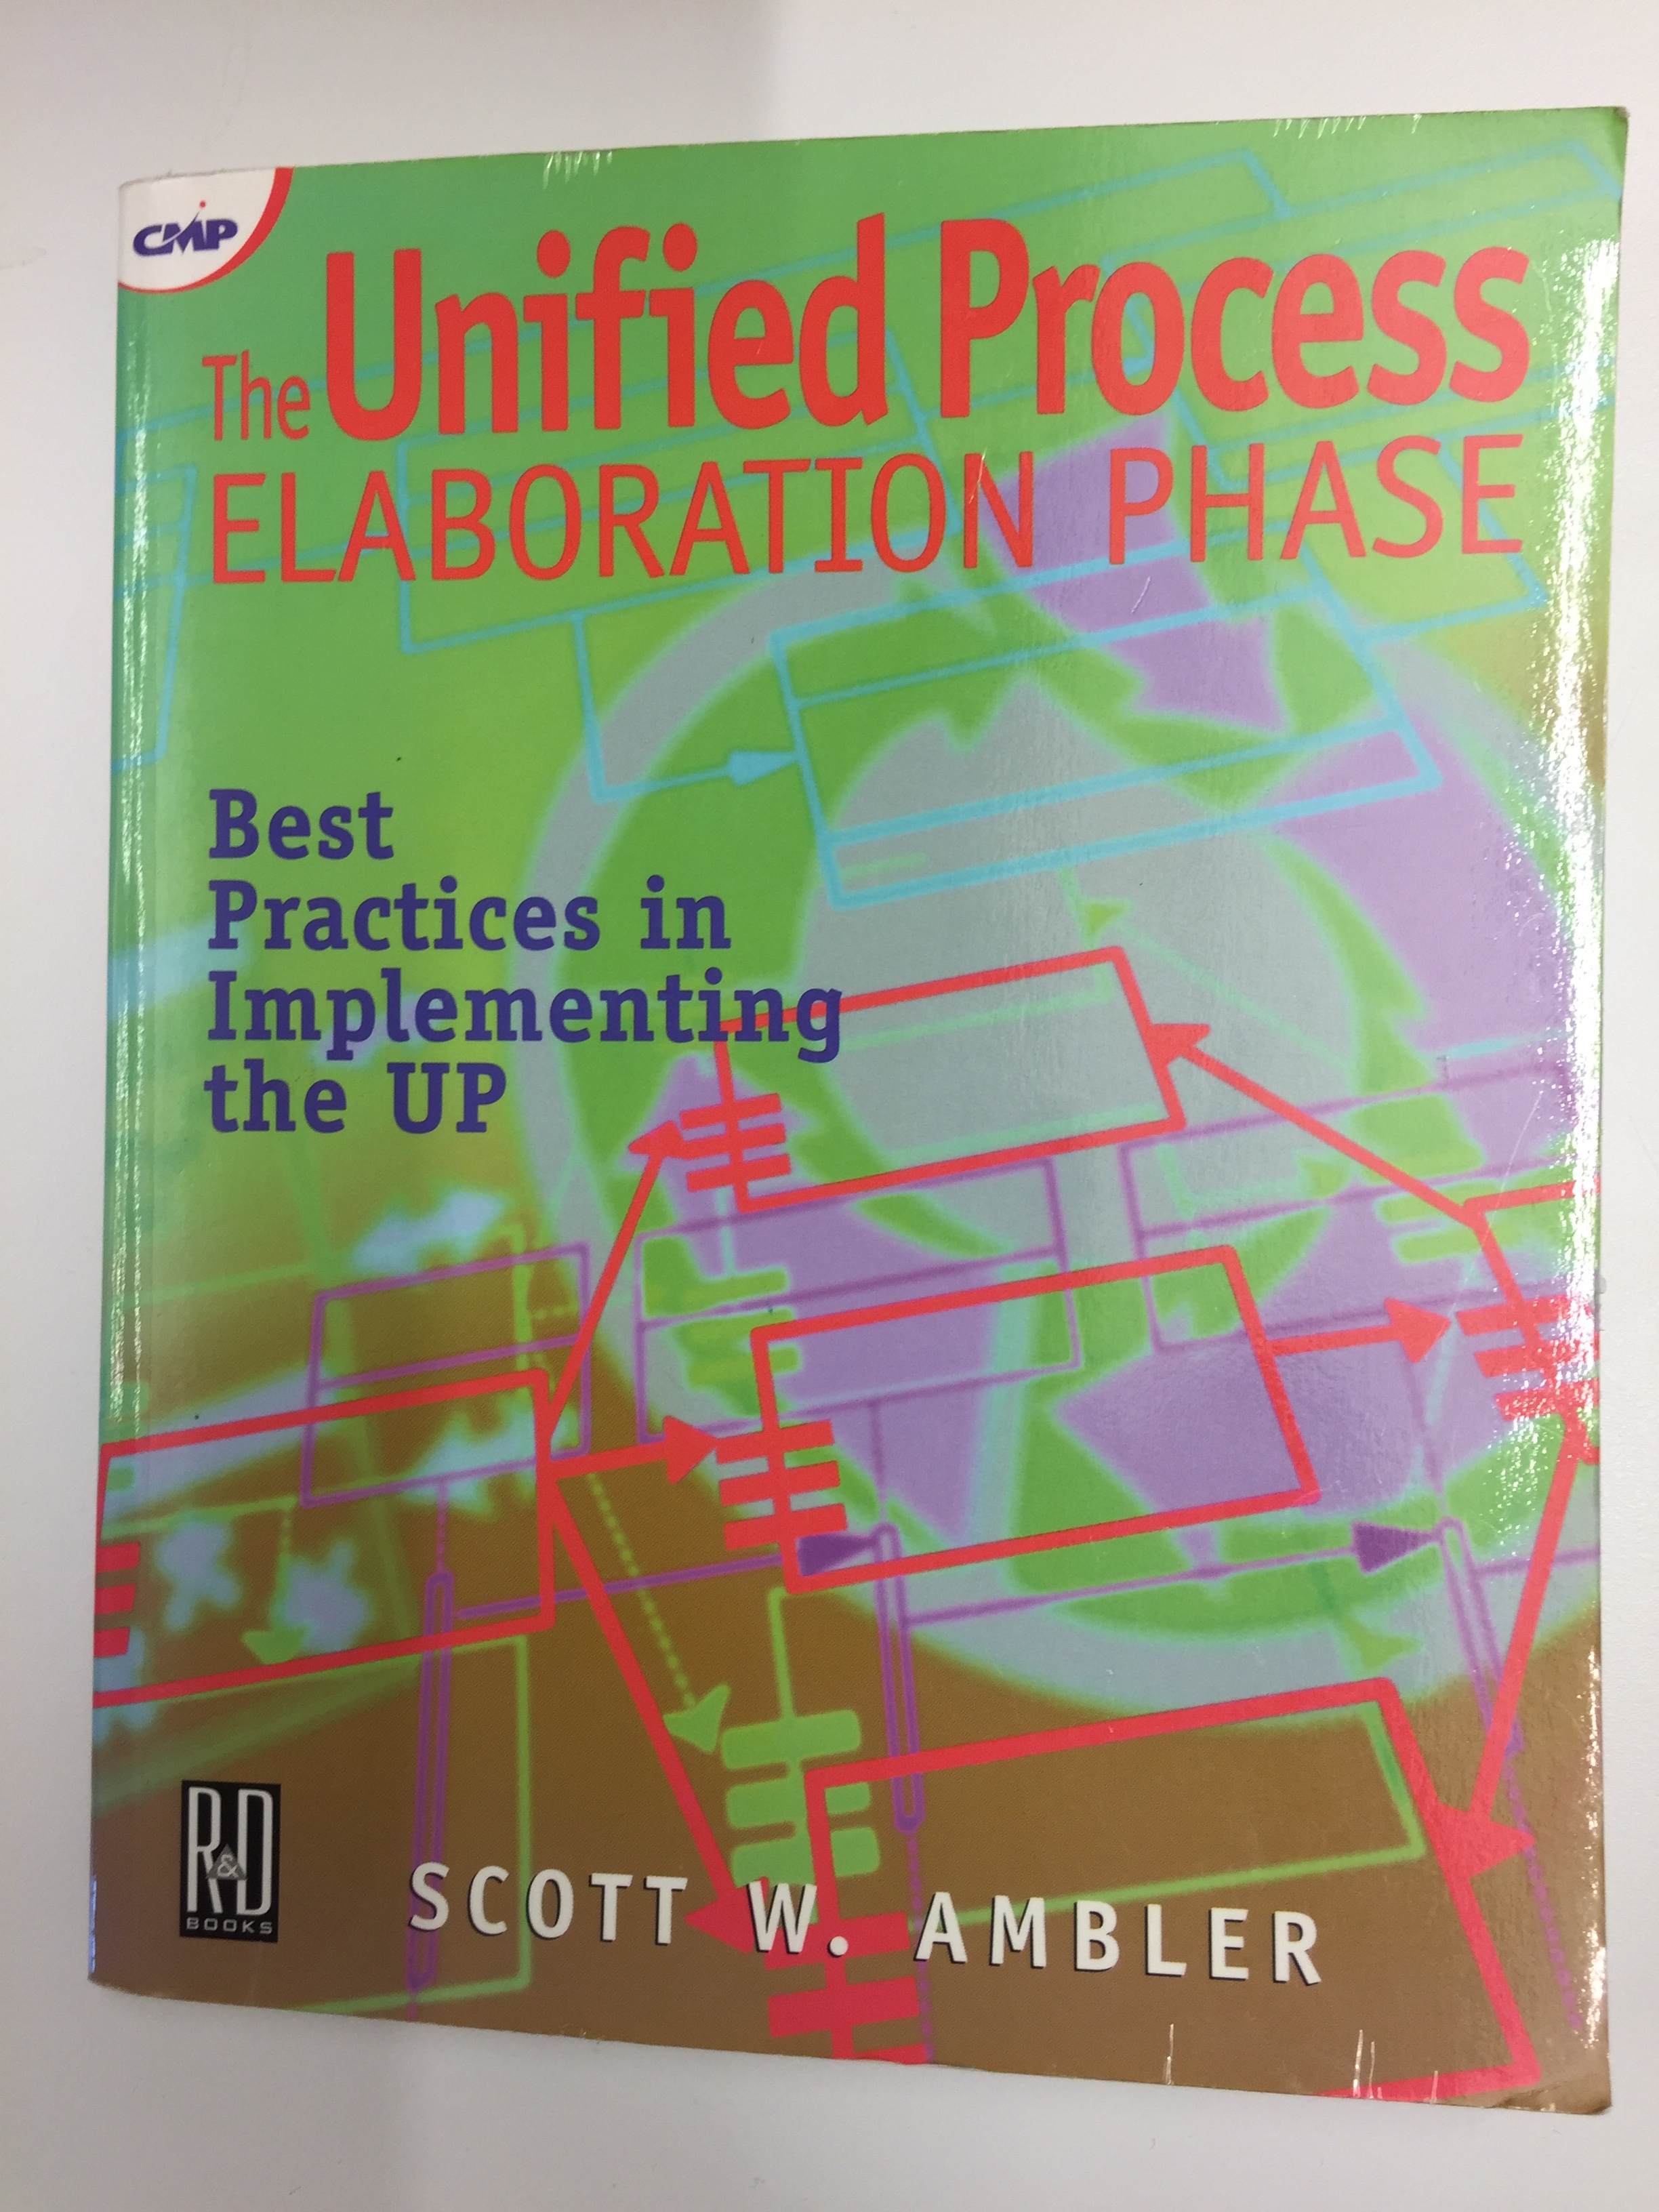 CMP
The Unified Process
ELABORATION PHASE
Best
Practices in
Implementing
the UP
R&D
BOOKS
SCOTT W. AMBLER